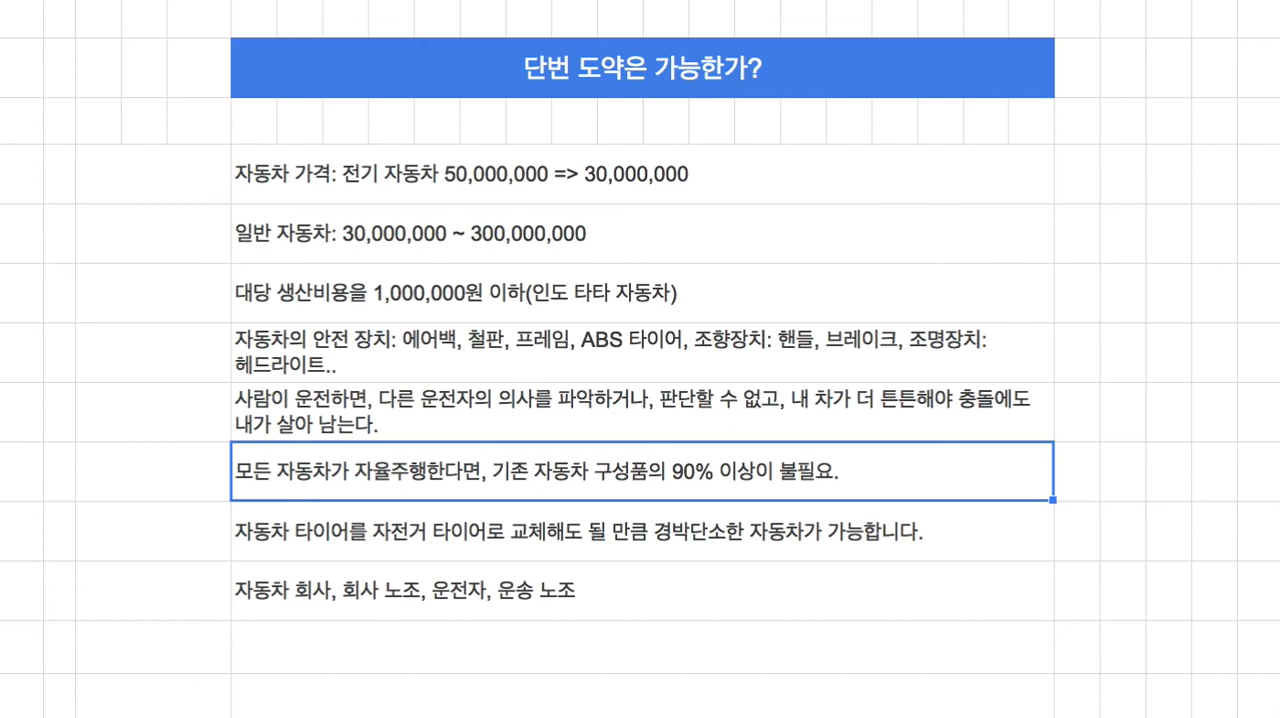 단번 도약은 가능한가?
자동차 가격: 전기 자동차 50,000,000 => 30,000,000
일반 자동차: 30,000,000 ~ 300,000,000
대당 생산비용을 1,000,000원 이하(인도 타타 자동차)
자동차의 안전 장치: 에어백, 철판, 프레임, ABS 타이어, 조향장치: 핸들, 브레이크, 조명장치:
헤드라이트..
사람이 운전하면, 다른 운전자의 의사를 파악하거나, 판단할 수 없고, 내 차가 더 튼튼해야 충돌에도
내가 살아 남는다.
모든 자동차가 자율주행한다면, 기존 자동차 구성품의 90% 이상이 불필요.
자동차 타이어를 자전거 타이어로 교체해도 될 만큼 경박단소한 자동차가 가능합니다.
자동차 회사, 회사 노조, 운전자, 운송 노조